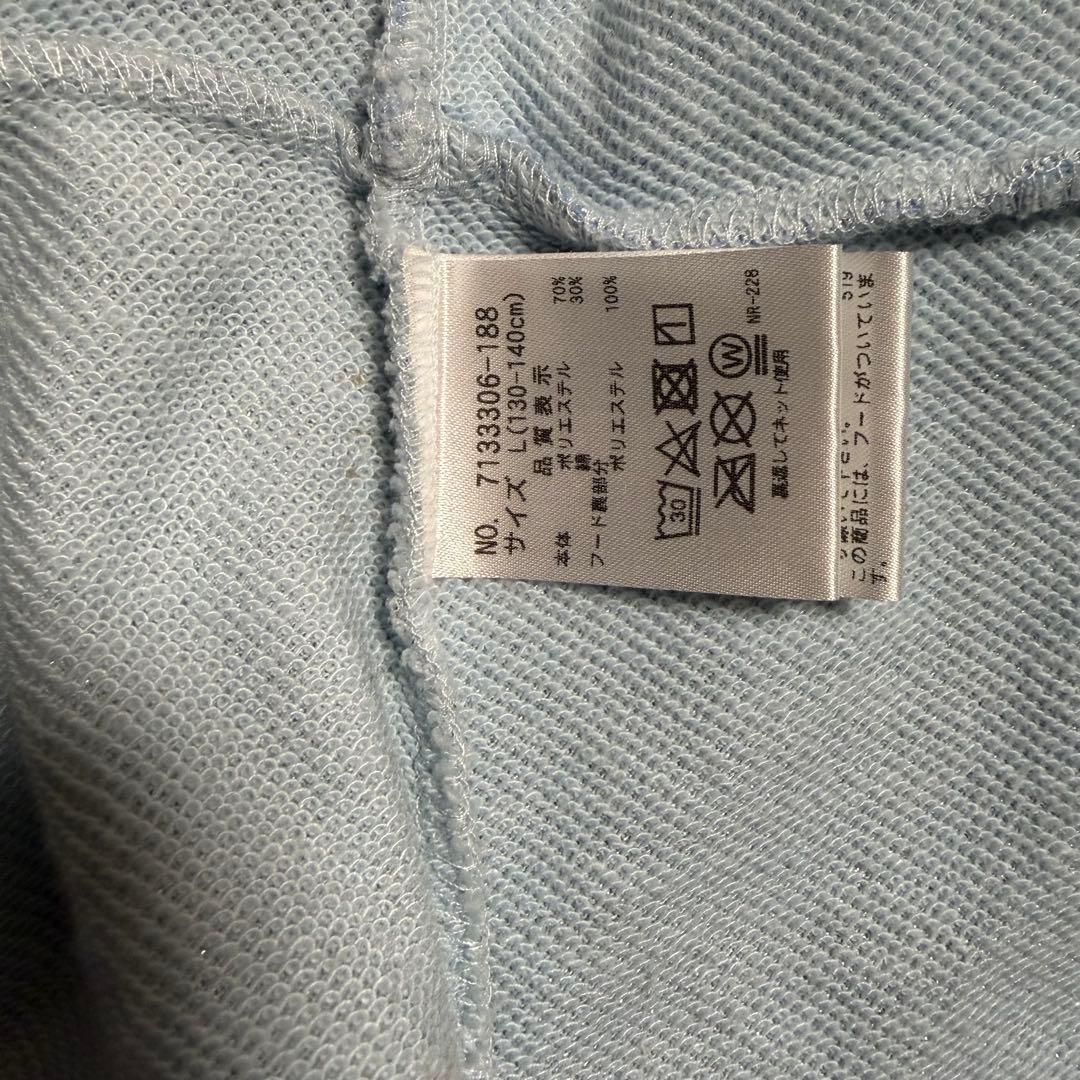 NO. 7133306-188
サイズ L(130-140cm)
品質表示
本体 ポリエステル 70%
綿 30%
フード裏部分 ポリエステル 100%
30
W
裏返してネット使用
NR-228
この商品には、フードがついていま
す。